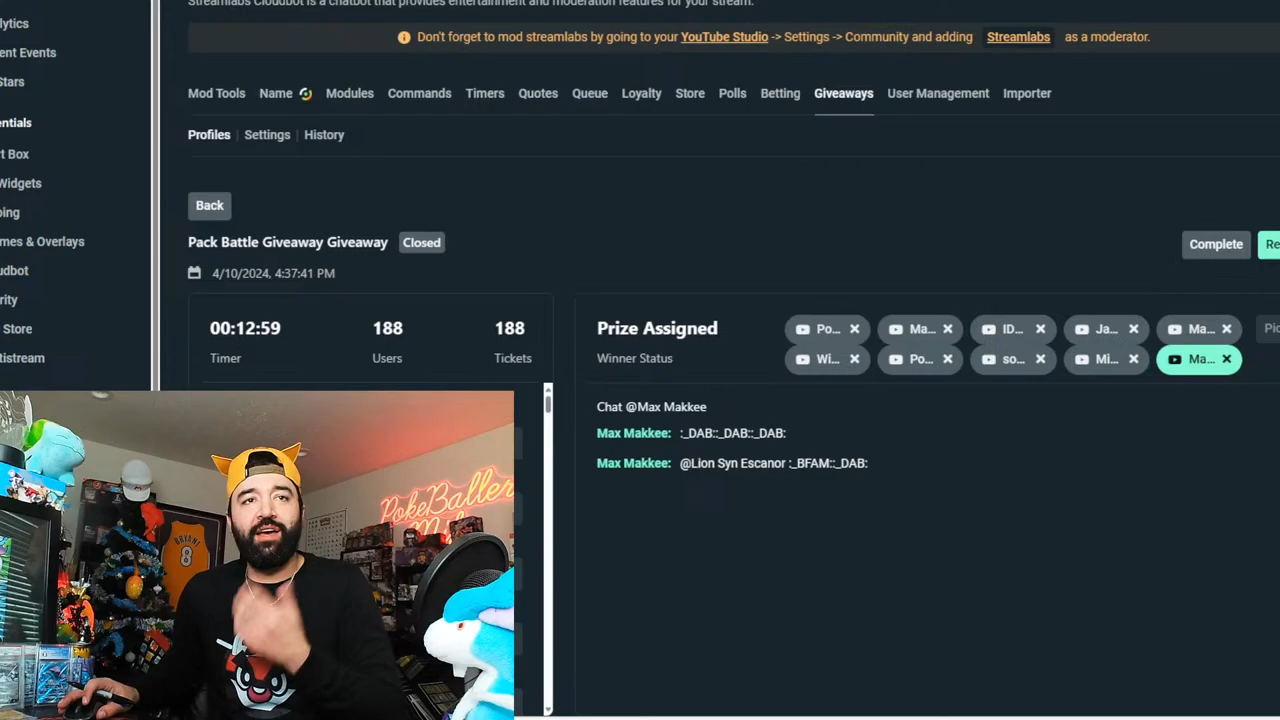 Streamlabs Cloudbot is a chatbot that provides entertainment and moderation features for your stream.
Don't forget to mod streamlabs by going to your YouTube Studio -> Settings -> Community and adding Streamlabs as a moderator.
lytics
ent Events
Stars
entials
t Box
Widgets
ping
mes & Overlays
udbot
rity
Store
tistream
Mod Tools Name Modules Commands Timers Quotes Queue Loyalty Store Polls Betting Giveaways User Management Importer
Profiles | Settings | History
Back
Pack Battle Giveaway Giveaway Closed
Complete Re
4/10/2024, 4:37:41 PM
00:12:59 188 188
Timer Users Tickets
Prize Assigned
Winner Status
Po... Ma... ID... Ja... Ma... Pic
Wi... Po... so... Mi... Ma...
Chat @Max Makkee
Max Makkee: :_DAB::_DAB::_DAB:
Max Makkee: @Lion Syn Escanor :_BFAM::_DAB:
BRYANT
8
PokeBaller